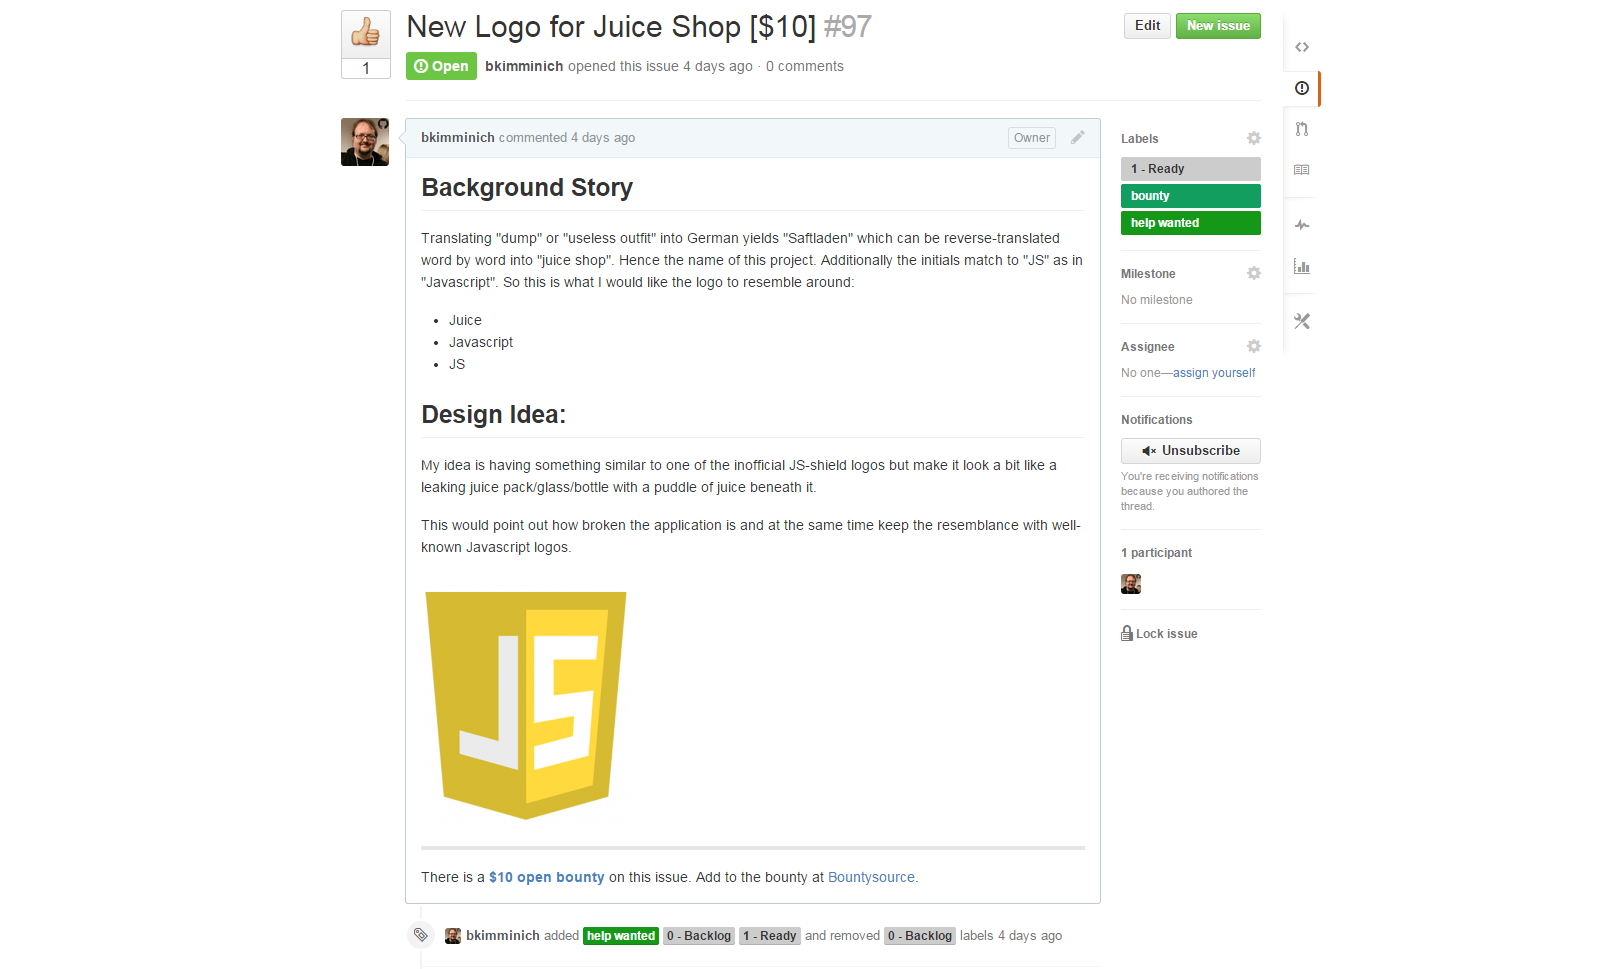 New Logo for Juice Shop [$10] #97
Edit
New issue
1
Open bkimminich opened this issue 4 days ago · 0 comments
bkimminich commented 4 days ago
Owner
Background Story
Translating "dump" or "useless outfit" into German yields "Saftladen" which can be reverse-translated
word by word into "juice shop". Hence the name of this project. Additionally the initials match to "JS" as in
"Javascript". So this is what I would like the logo to resemble around:
• Juice
• Javascript
• JS
Design Idea:
My idea is having something similar to one of the inofficial JS-shield logos but make it look a bit like a
leaking juice pack/glass/bottle with a puddle of juice beneath it.
This would point out how broken the application is and at the same time keep the resemblance with well-
known Javascript logos.
JS
There is a $10 open bounty on this issue. Add to the bounty at Bountysource.
bkimminich added help wanted 0 - Backlog 1 - Ready and removed 0 - Backlog labels 4 days ago
Labels
1 - Ready
bounty
help wanted
Milestone
No milestone
Assignee
No one—assign yourself
Notifications
Unsubscribe
You're receiving notifications
because you authored the
thread.
1 participant
Lock issue